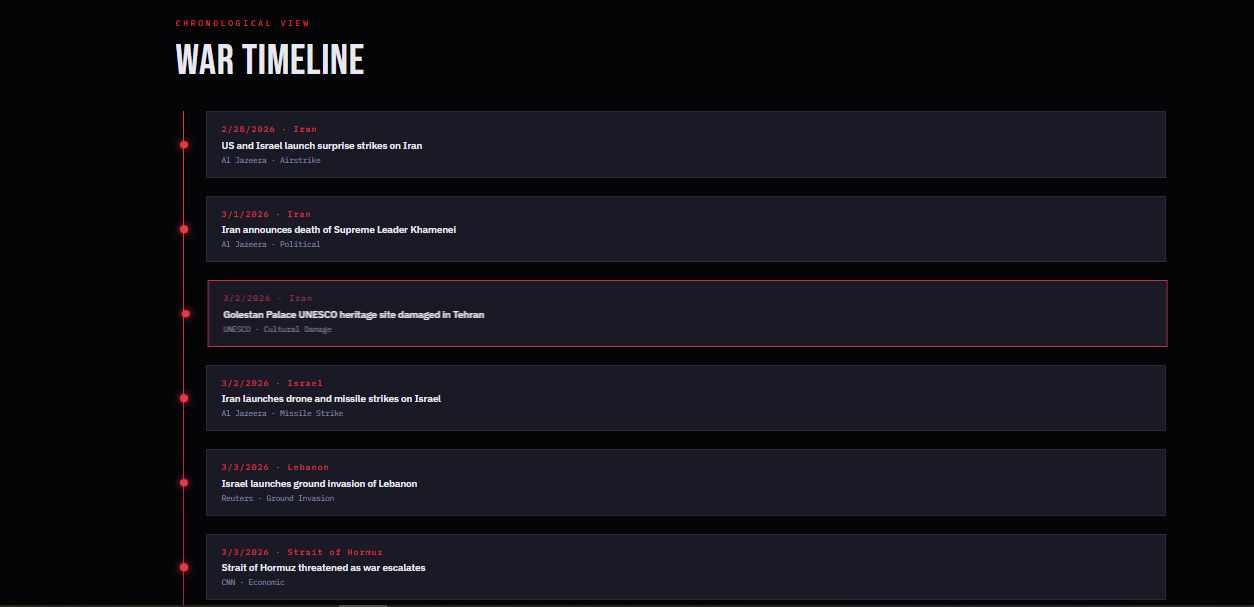 CHRONOLOGICAL VIEW
WAR TIMELINE
2/28/2026 · Iran
US and Israel launch surprise strikes on Iran
Al Jazeera · Airstrike
3/1/2026 · Iran
Iran announces death of Supreme Leader Khamenei
Al Jazeera · Political
3/2/2026 · Iran
Golestan Palace UNESCO heritage site damaged in Tehran
UNESCO · Cultural Damage
3/2/2026 · Israel
Iran launches drone and missile strikes on Israel
Al Jazeera · Missile Strike
3/3/2026 · Lebanon
Israel launches ground invasion of Lebanon
Reuters · Ground Invasion
3/3/2026 · Strait of Hormuz
Strait of Hormuz threatened as war escalates
CNN · Economic